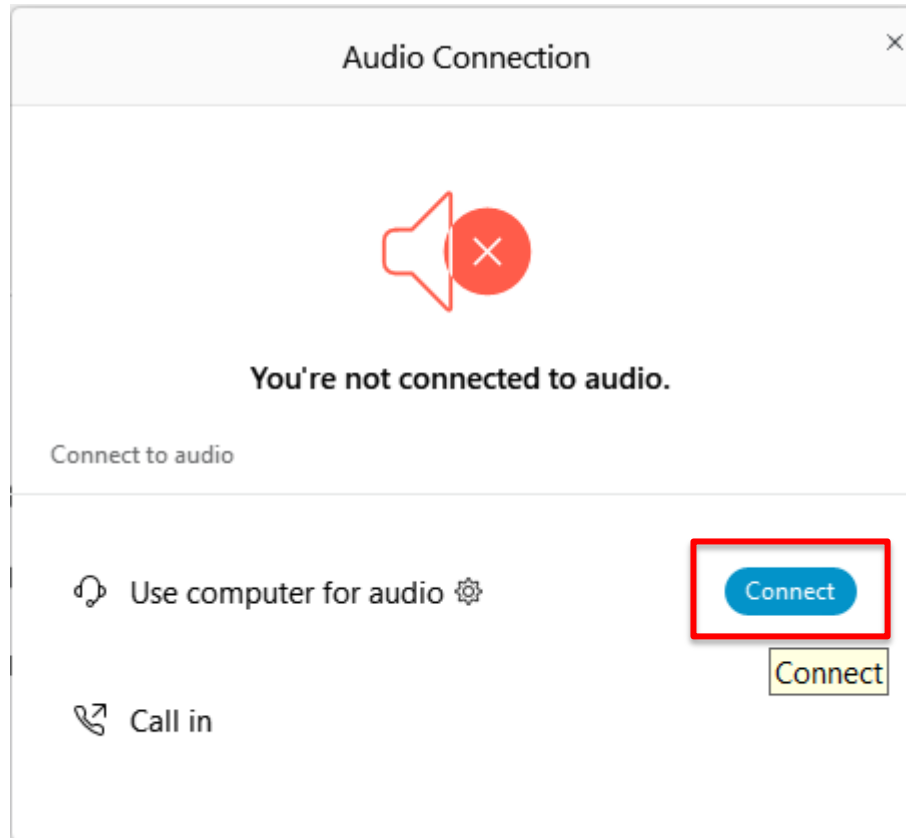 Audio Connection
You're not connected to audio.
Connect to audio
Use computer for audio
Connect
Connect
Call in